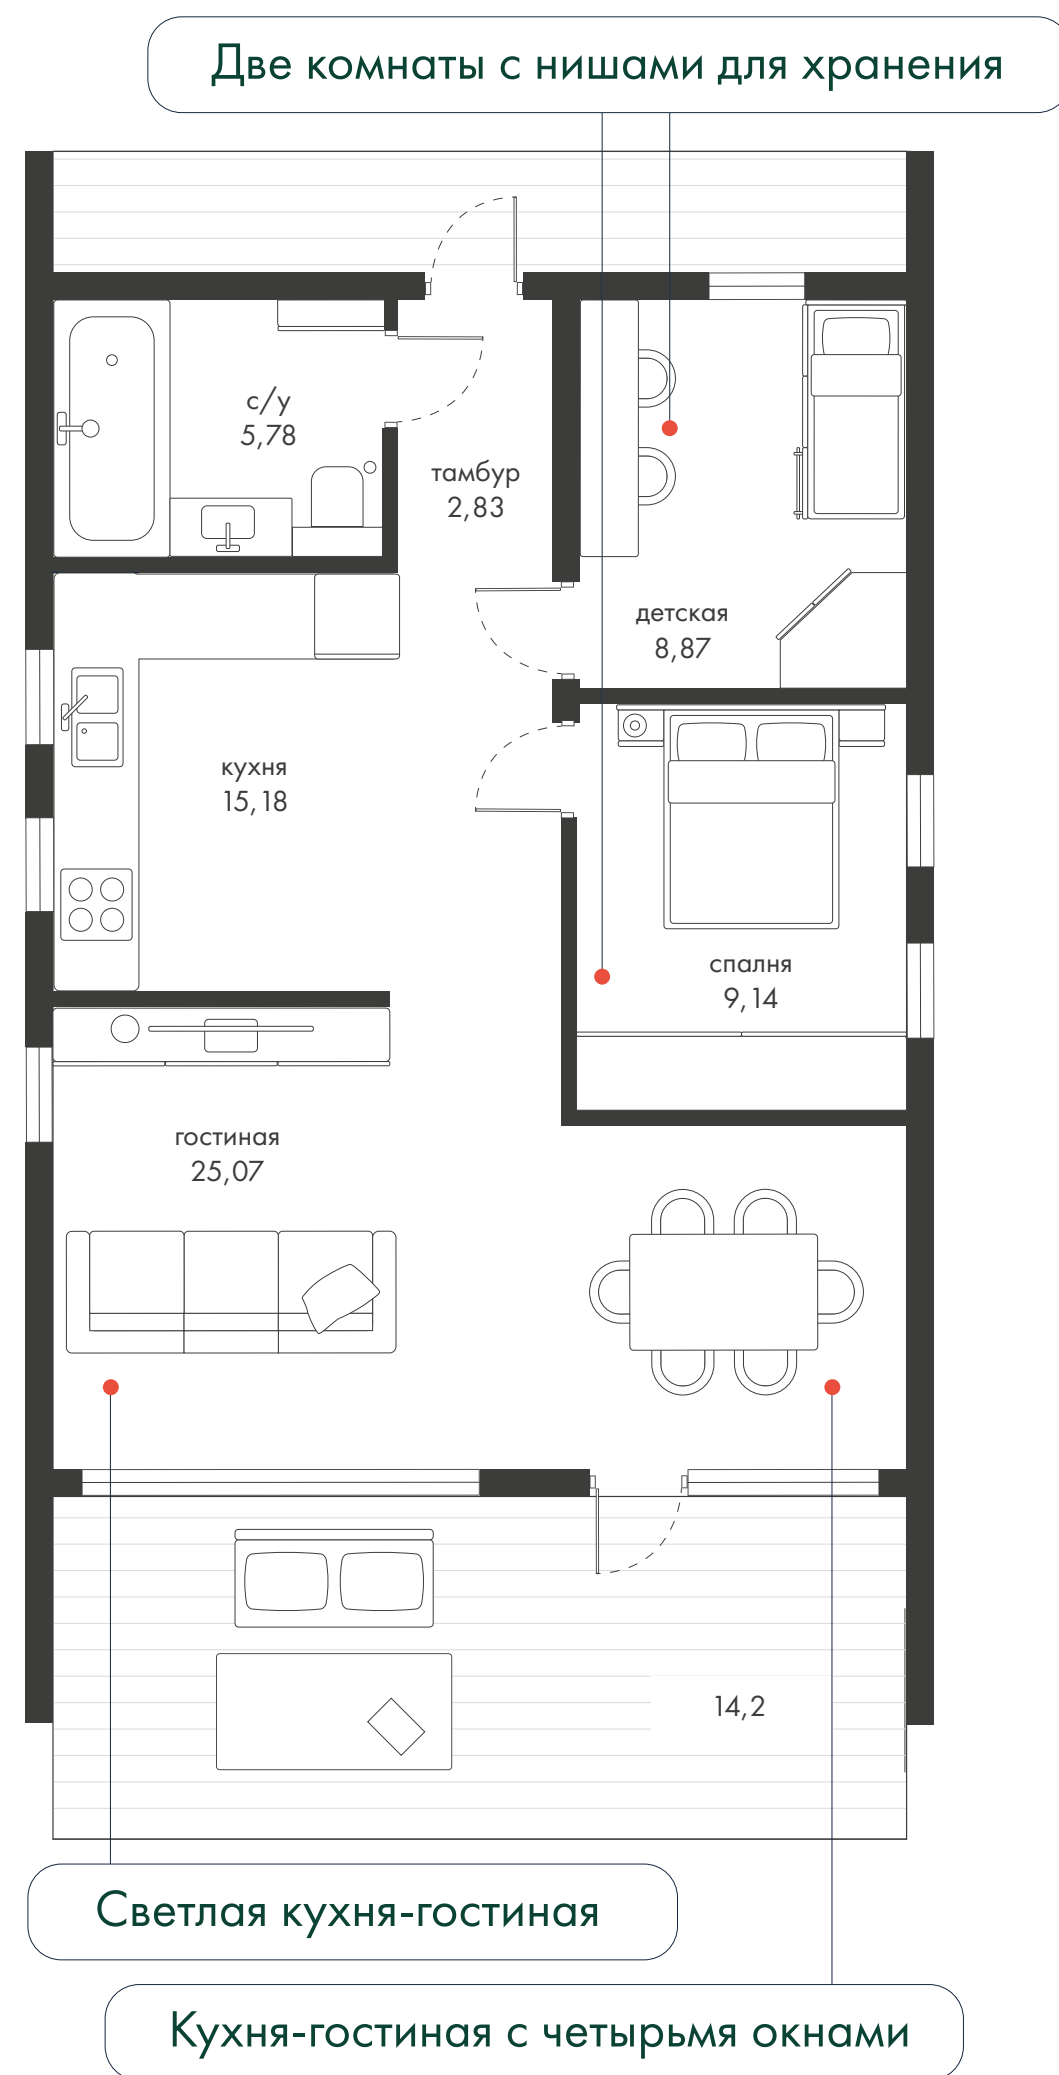 Две комнаты с нишами для хранения
с/у
5,78
тамбур
2,83
детская
8,87
кухня
15,18
спалня
9,14
гостиная
25,07
14,2
Светлая кухня-гостиная
Кухня-гостиная с четырьмя окнами